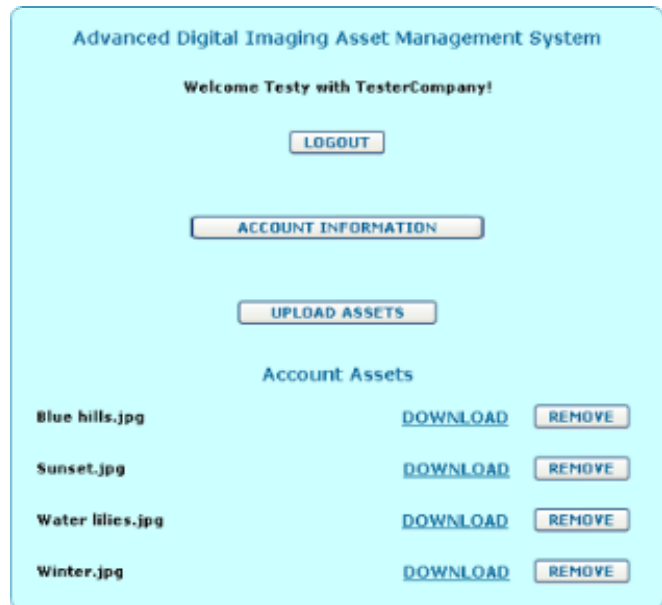 Advanced Digital Imaging Asset Management System
Welcome Testy with TesterCompany!
LOGOUT
ACCOUNT INFORMATION
UPLOAD ASSETS
Account Assets
Blue hills.jpg DOWNLOAD REMOVE
Sunset.jpg DOWNLOAD REMOVE
Water lilies.jpg DOWNLOAD REMOVE
Winter.jpg DOWNLOAD REMOVE